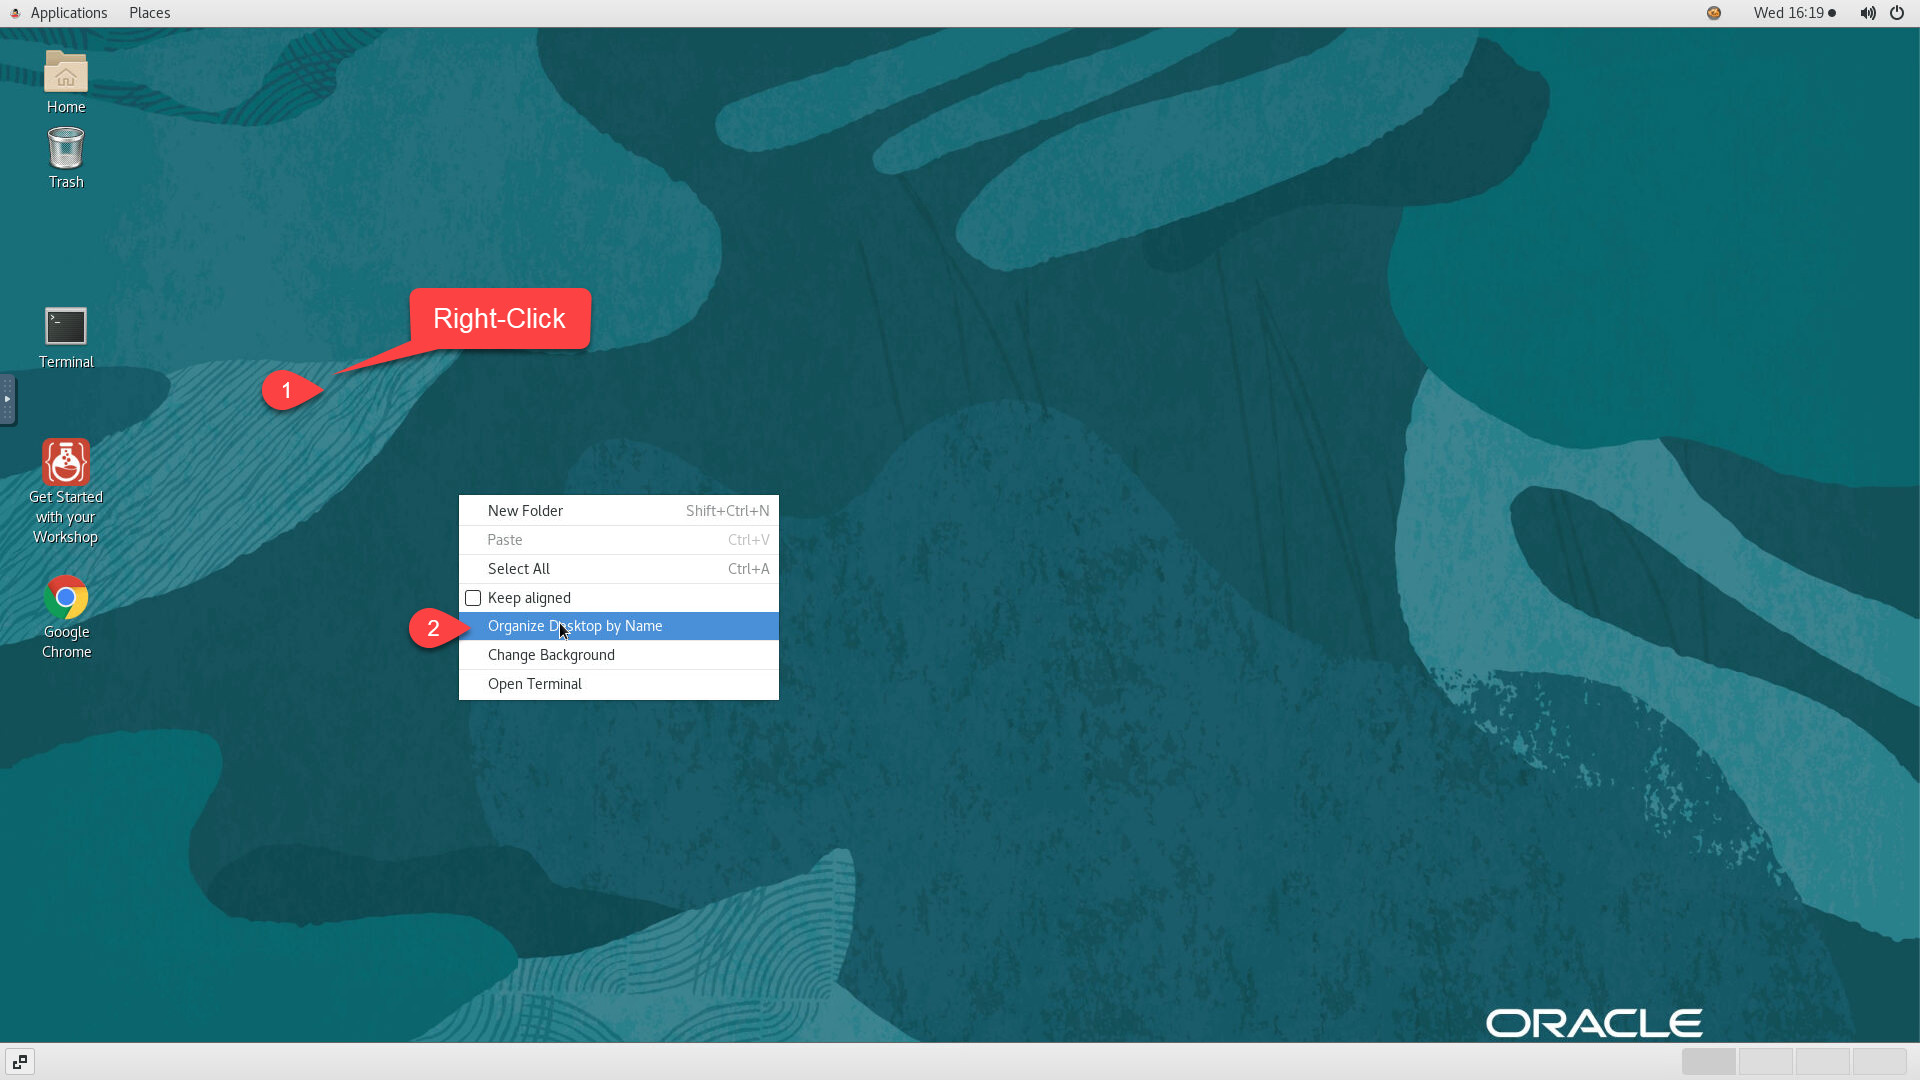 Applications Places
Wed 16:19
Home
Trash
Terminal
Get Started
with your
Workshop
Google
Chrome
Right-Click
1
New Folder Shift+Ctrl+N
Paste Ctrl+V
Select All Ctrl+A
Keep aligned
2
Organize Desktop by Name
Change Background
Open Terminal
ORACLE